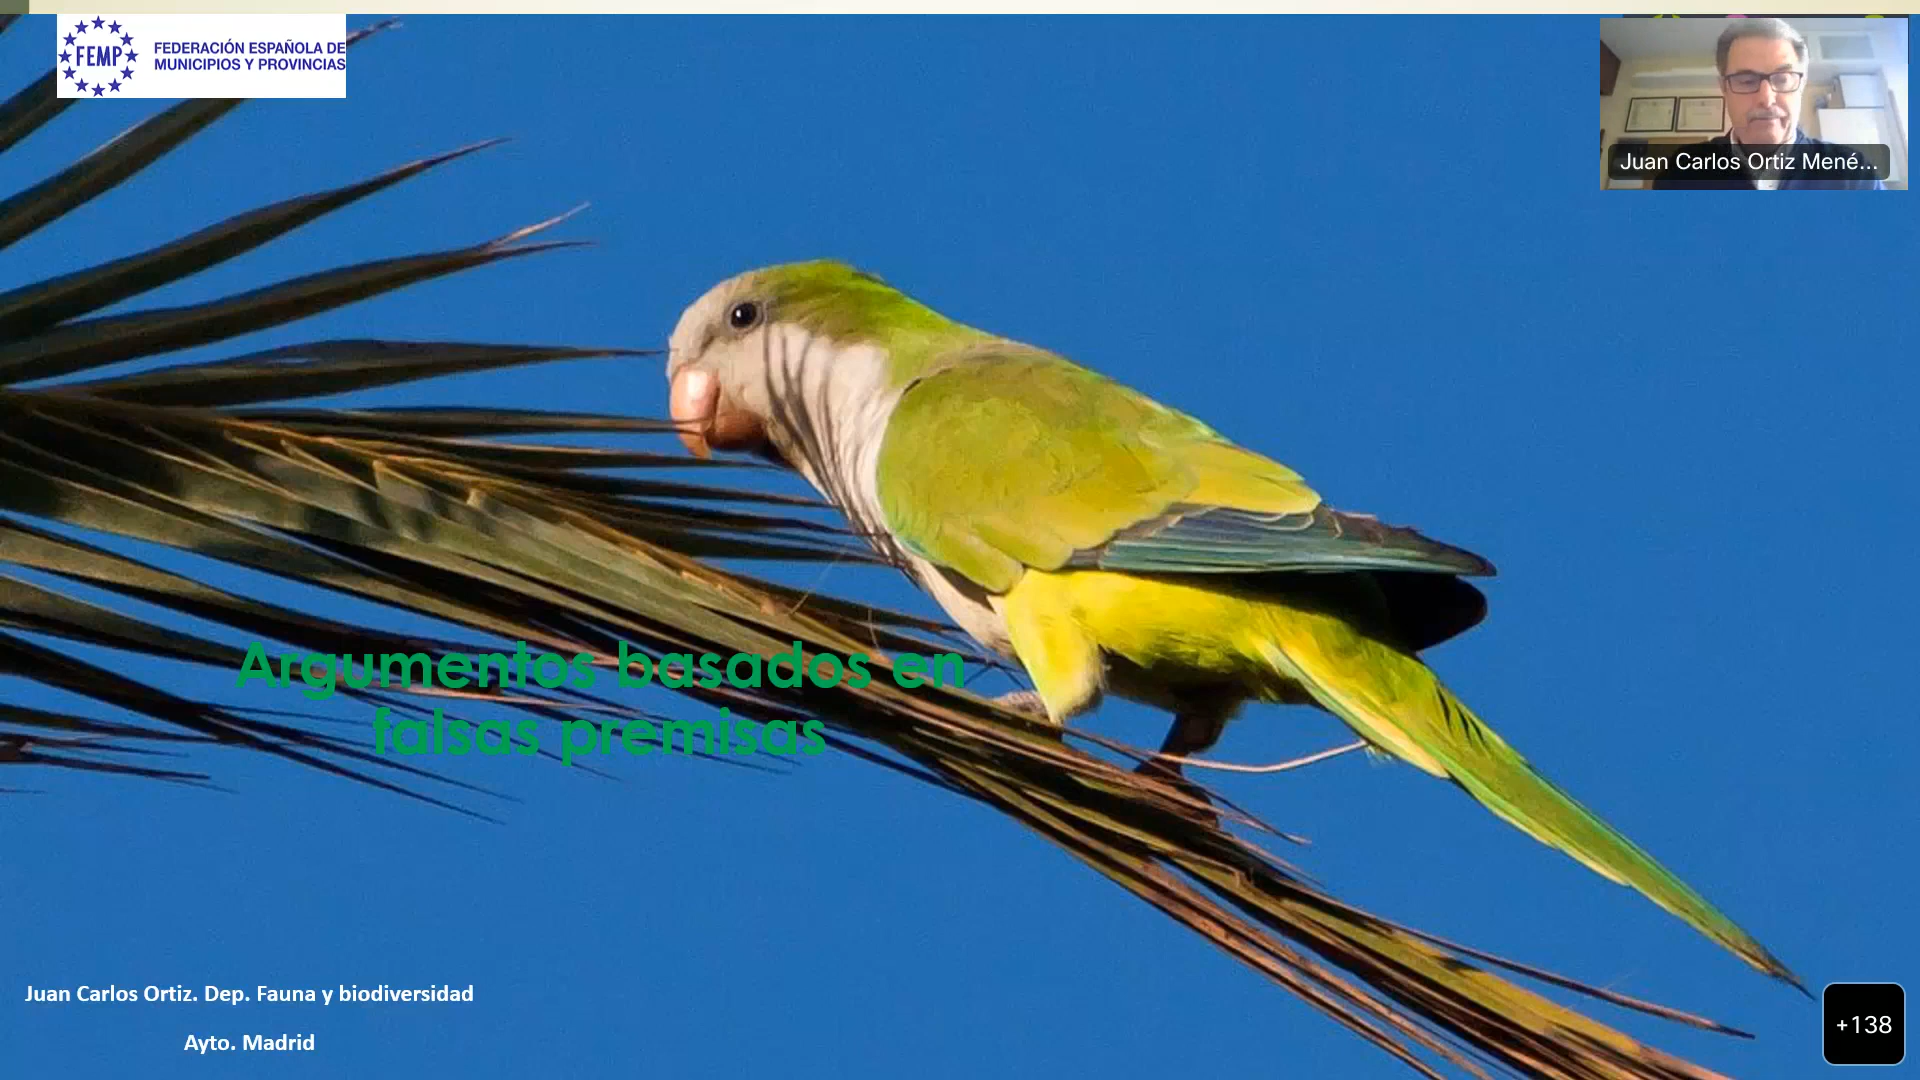 FEMP
FEDERACIÓN ESPAÑOLA DE
MUNICIPIOS Y PROVINCIAS
Juan Carlos Ortiz Mené...
Argumentos basados en
falsas premisas
Juan Carlos Ortiz. Dep. Fauna y biodiversidad
Ayto. Madrid
+138